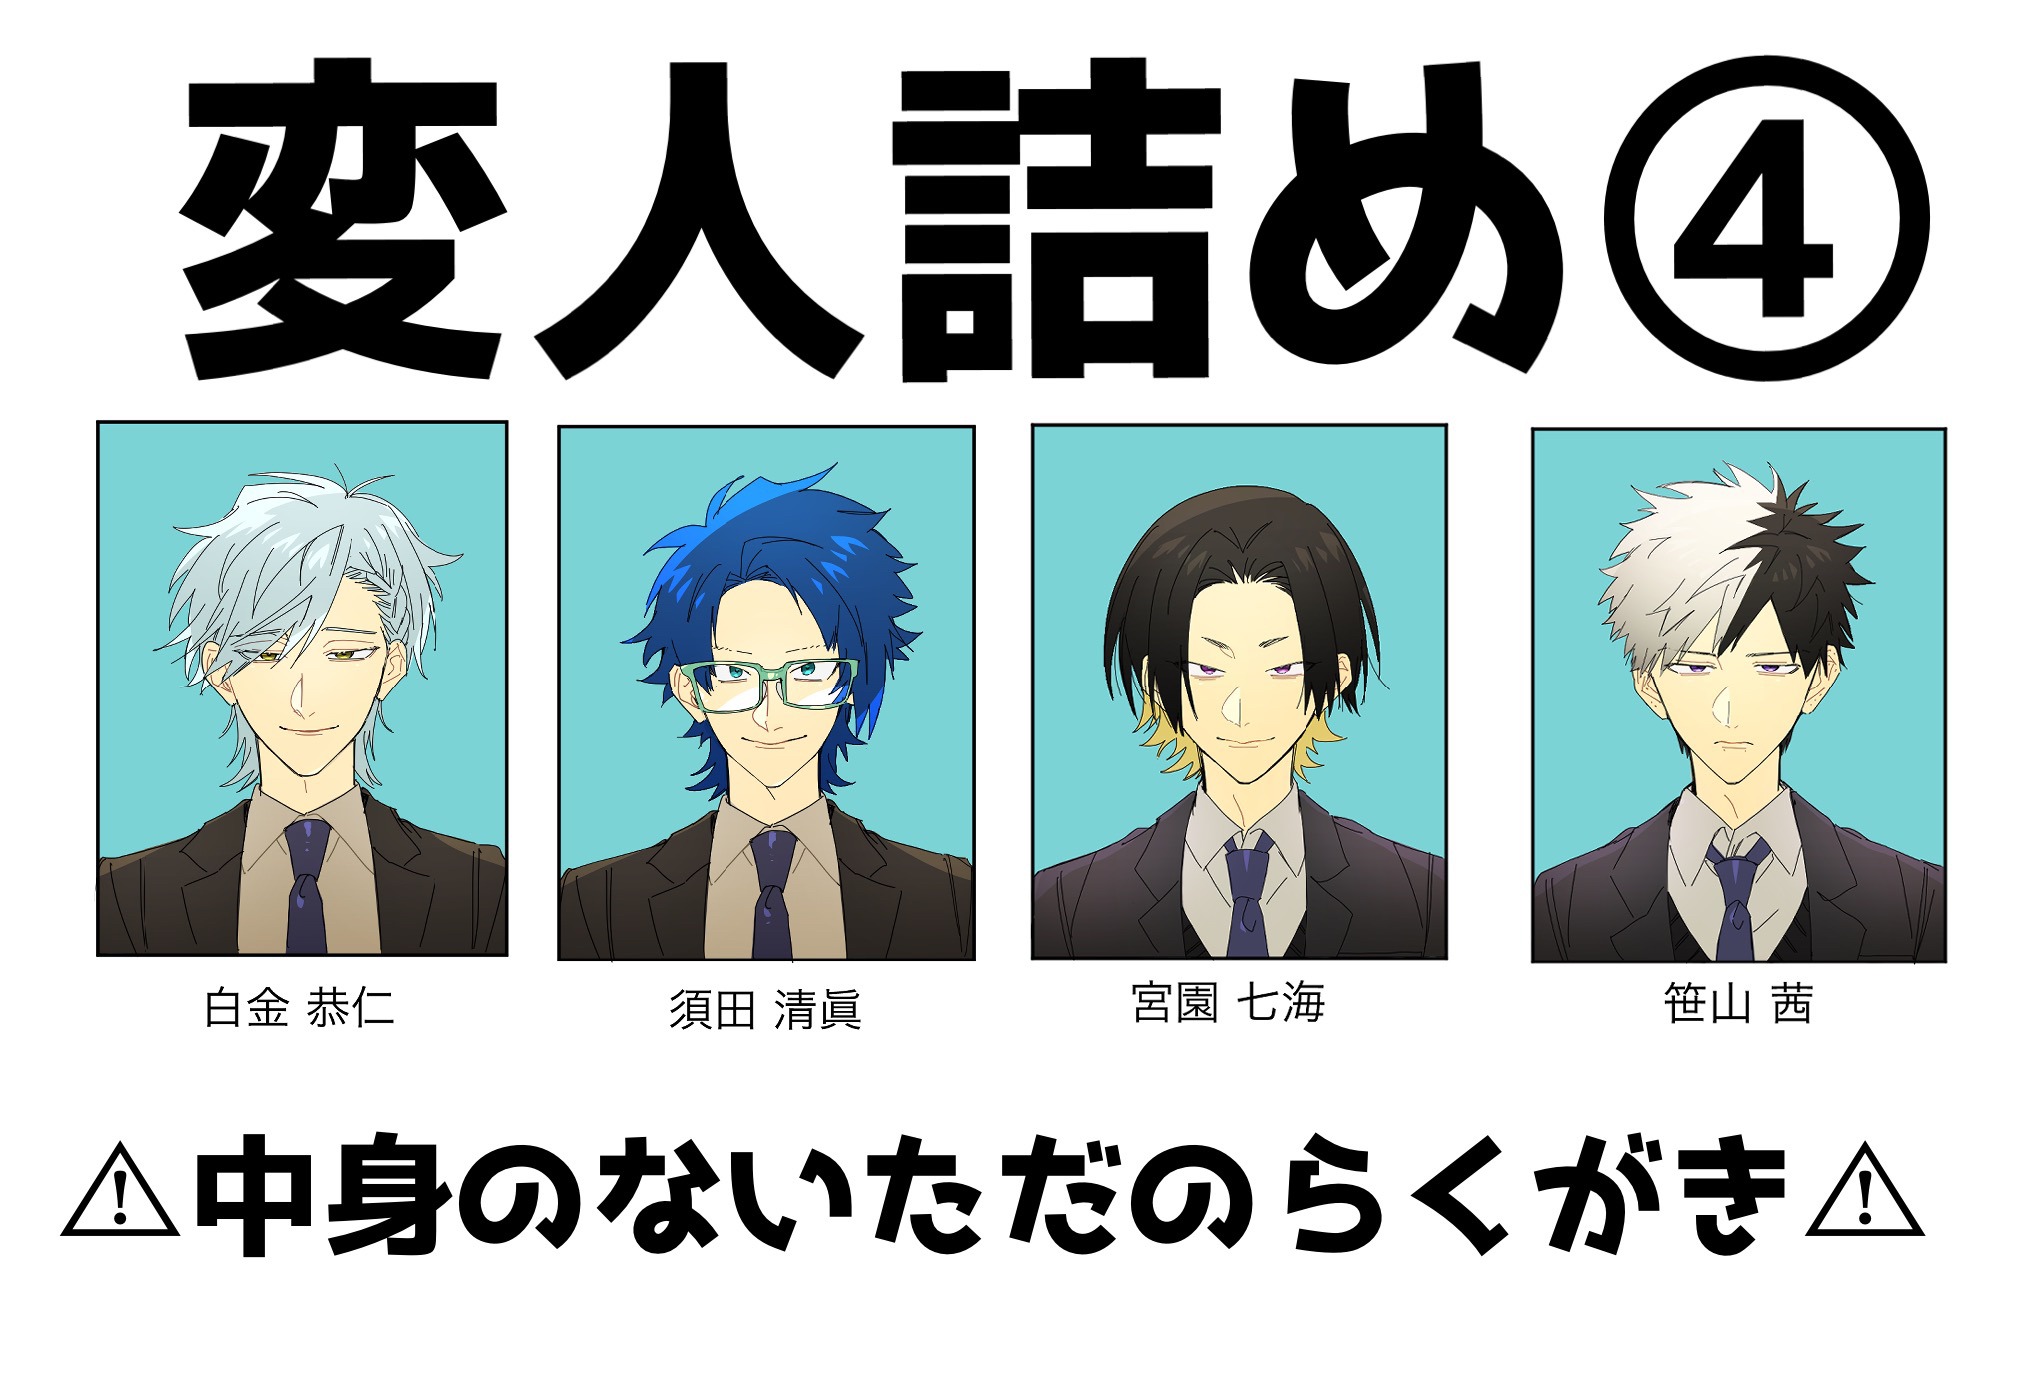 変人詰め④
白金 恭仁
須田 清眞
宮園 七海
笹山 茜
⚠中身のないただのらくがき⚠